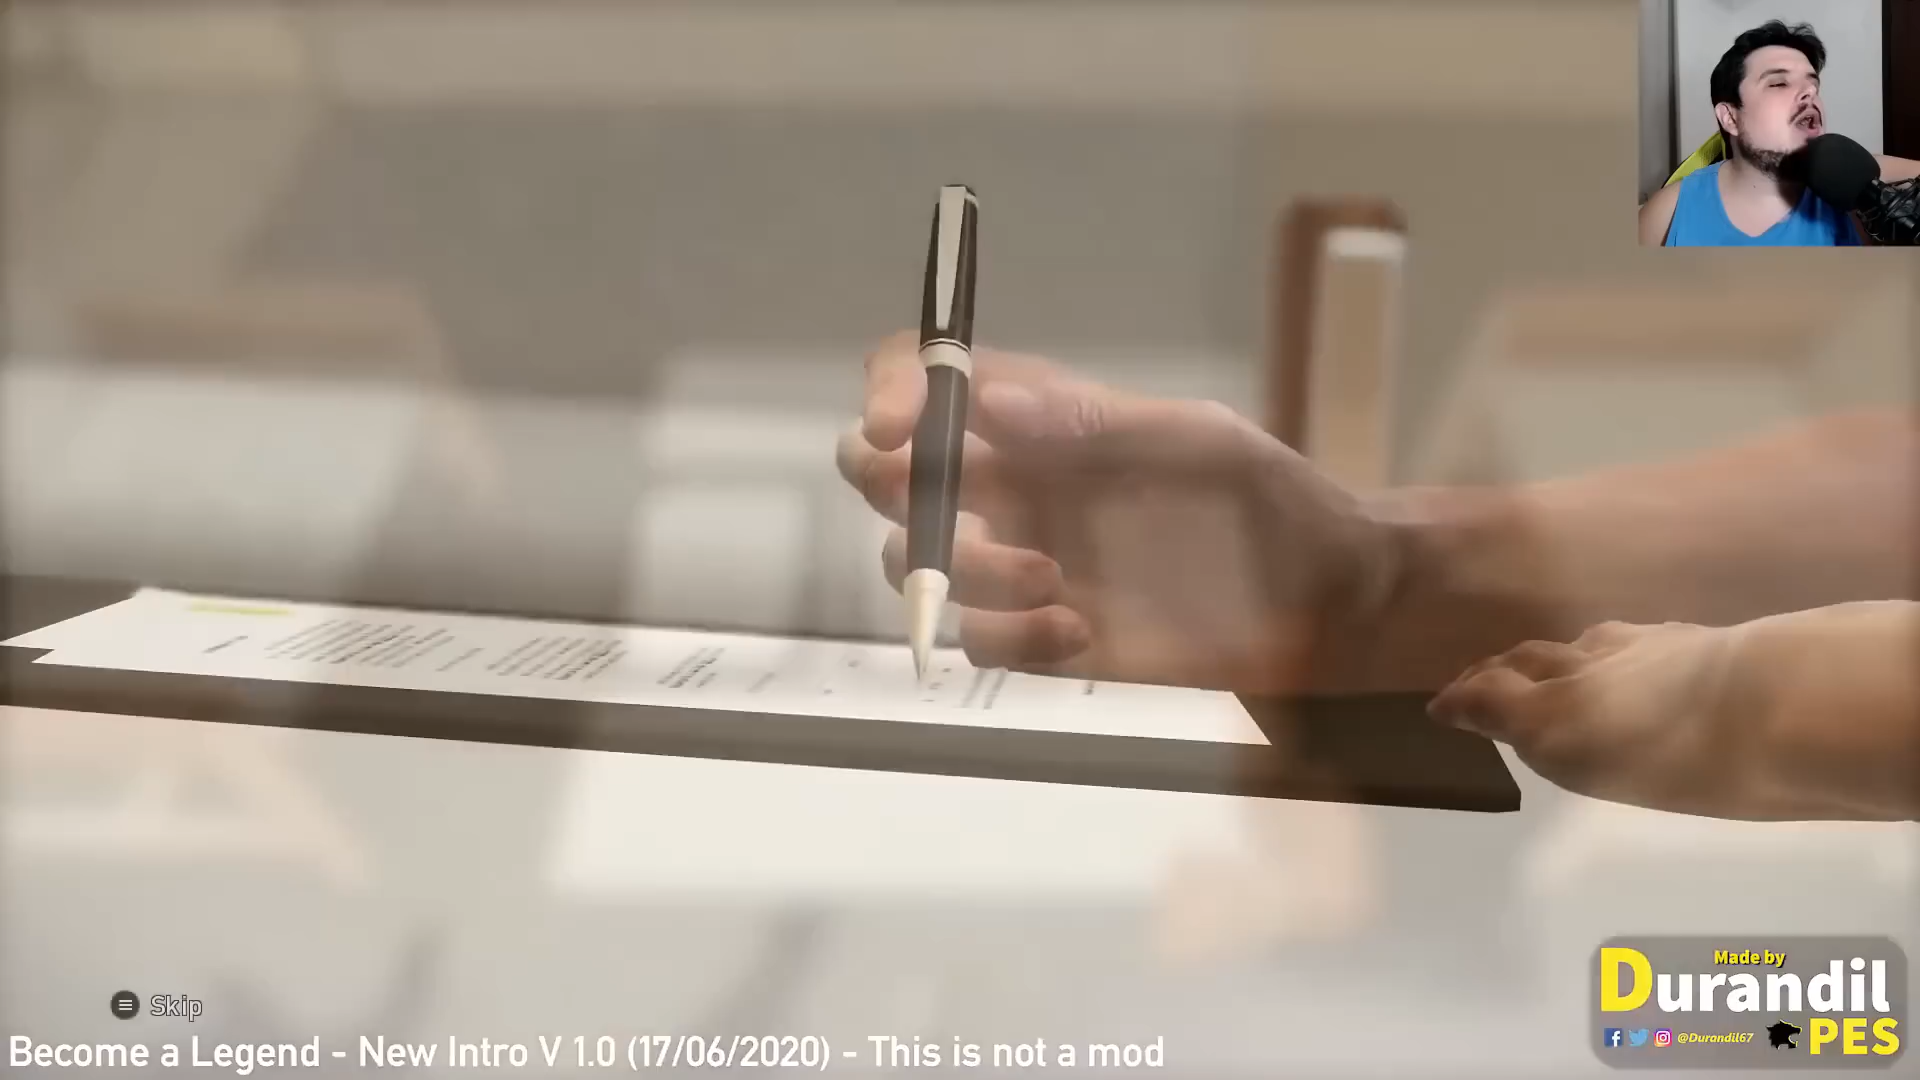 Skip
Become a Legend - New Intro V 1.0 (17/06/2020) - This is not a mod
Made by
Durandil
@Durandil67
PES